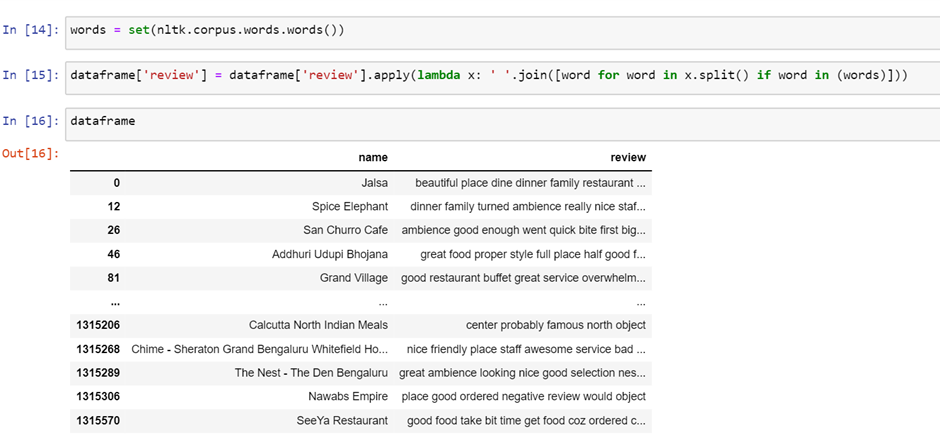 In [14]: words = set(nltk.corpus.words.words())
In [15]: dataframe['review'] = dataframe['review'].apply(lambda x: ' '.join([word for word in x.split() if word in (words)]))
In [16]: dataframe
Out[16]:
name review
0 Jalsa beautiful place dine dinner family restaurant ...
12 Spice Elephant dinner family turned ambience really nice staf...
26 San Churro Cafe ambience good enough went quick bite first big...
46 Addhuri Udupi Bhojana great food proper style full place half good f...
81 Grand Village good restaurant buffet great service overwhelm...
... ... ...
1315206 Calcutta North Indian Meals center probably famous north object
1315268 Chime - Sheraton Grand Bengaluru Whitefield Ho... nice friendly place staff awesome service bad ...
1315289 The Nest - The Den Bengaluru great ambience looking nice good selection nes...
1315306 Nawabs Empire place good ordered negative review would object
1315570 SeeYa Restaurant good food take bit time get food coz ordered c...